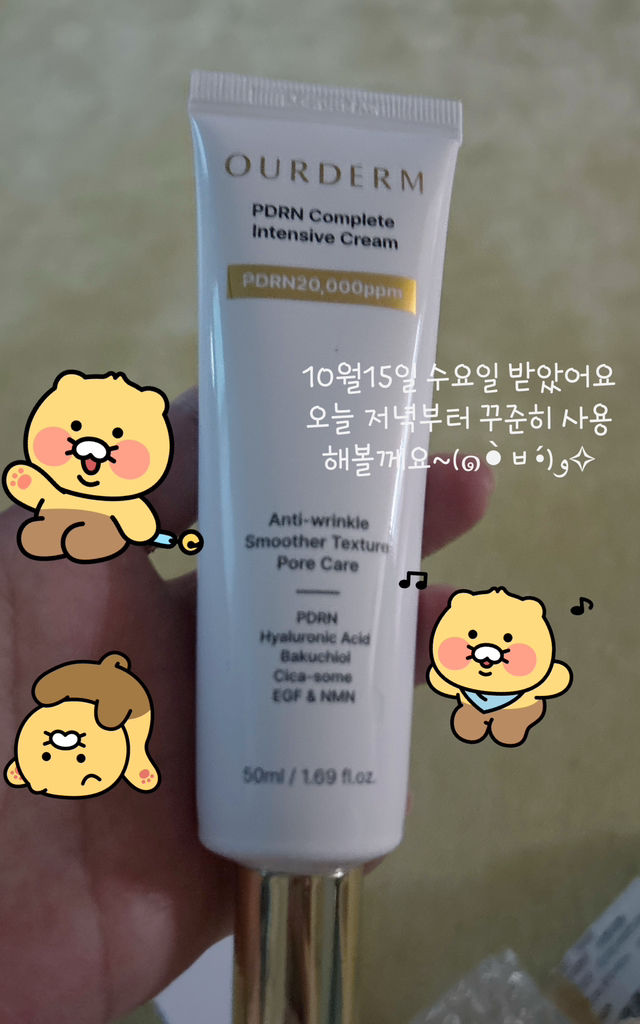 OURDERM
PDRN Complete
Intensive Cream
PDRN20,000ppm
10월15일 수요일 받았어요
오늘 저녁부터 꾸준히 사용
해볼께요~(๑•̀ㅂ•́)و✧
Anti-wrinkle
Smoother Texture
Pore Care
PDRN
Hyaluronic Acid
Bakuchiol
Cica-some
EGF & NMN
50ml / 1.69 fl.oz.